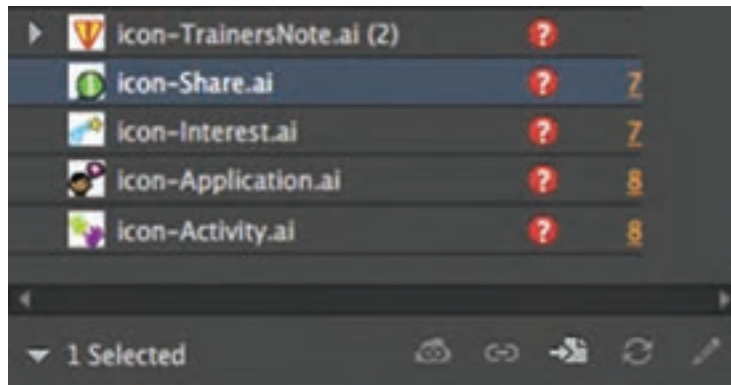 icon-TrainersNote.ai (2) ?
icon-Share.ai ? 7
icon-Interest.ai ? 7
icon-Application.ai ? 8
icon-Activity.ai ? 8
1 Selected